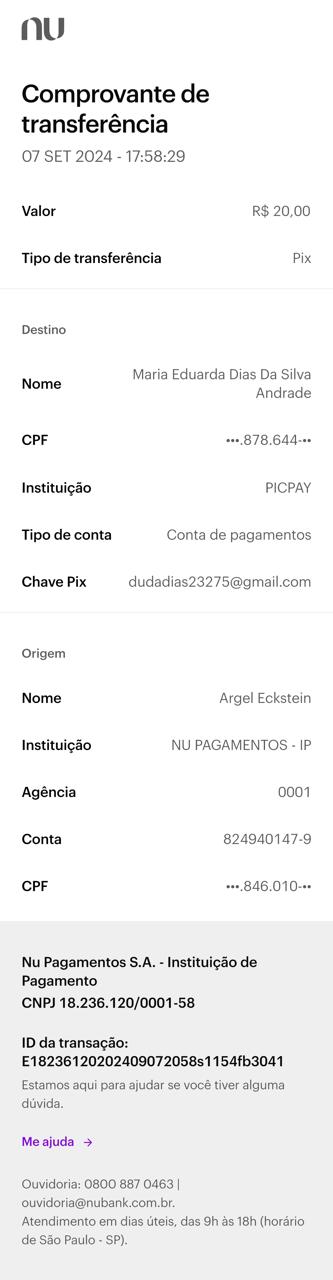 nu
Comprovante de
transferência
07 SET 2024 - 17:58:29
Valor R$ 20,00
Tipo de transferência Pix
Destino
Nome Maria Eduarda Dias Da Silva
Andrade
CPF •••.878.644-••
Instituição PICPAY
Tipo de conta Conta de pagamentos
Chave Pix dudadias23275@gmail.com
Origem
Nome Argel Eckstein
Instituição NU PAGAMENTOS - IP
Agência 0001
Conta 824940147-9
CPF •••.846.010-••
Nu Pagamentos S.A. - Instituição de
Pagamento
CNPJ 18.236.120/0001-58
ID da transação:
E18236120202409072058s1154fb3041
Estamos aqui para ajudar se você tiver alguma
dúvida.
Me ajuda →
Ouvidoria: 0800 887 0463 |
ouvidoria@nubank.com.br.
Atendimento em dias úteis, das 9h às 18h (horário
de São Paulo - SP).